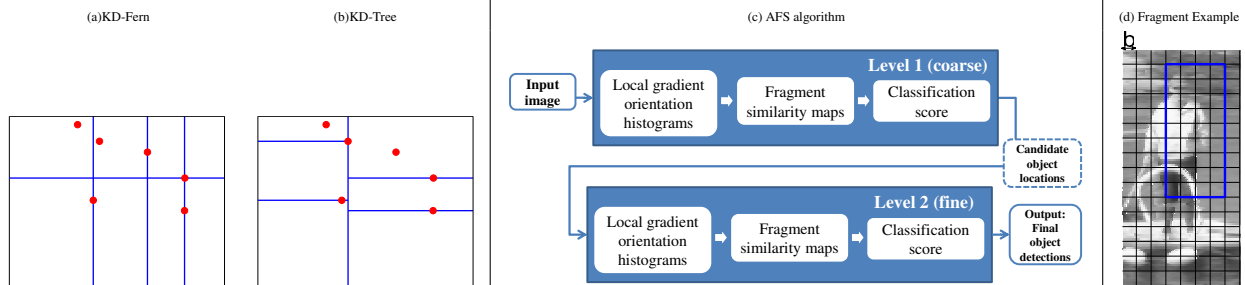 (a)KD-Fern
(b)KD-Tree
(c) AFS algorithm
(d) Fragment Example
b
Level 1 (coarse)
Input
image
Local gradient
orientation
histograms
Fragment
similarity maps
Classification
score
Candidate
object
locations
Level 2 (fine)
Local gradient
orientation
histograms
Fragment
similarity maps
Classification
score
Output:
Final
object
detections